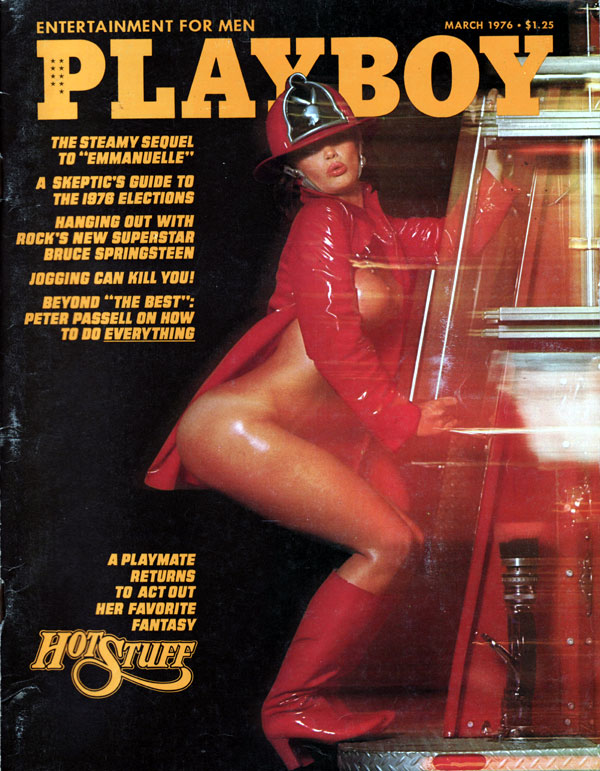 ENTERTAINMENT FOR MEN
MARCH 1976 • $1.25
PLAYBOY
THE STEAMY SEQUEL
TO "EMMANUELLE"
A SKEPTIC'S GUIDE TO
THE 1976 ELECTIONS
HANGING OUT WITH
ROCK'S NEW SUPERSTAR
BRUCE SPRINGSTEEN
JOGGING CAN KILL YOU!
BEYOND "THE BEST":
PETER PASSELL ON HOW
TO DO EVERYTHING
A PLAYMATE
RETURNS
TO ACT OUT
HER FAVORITE
FANTASY
HOT STUFF